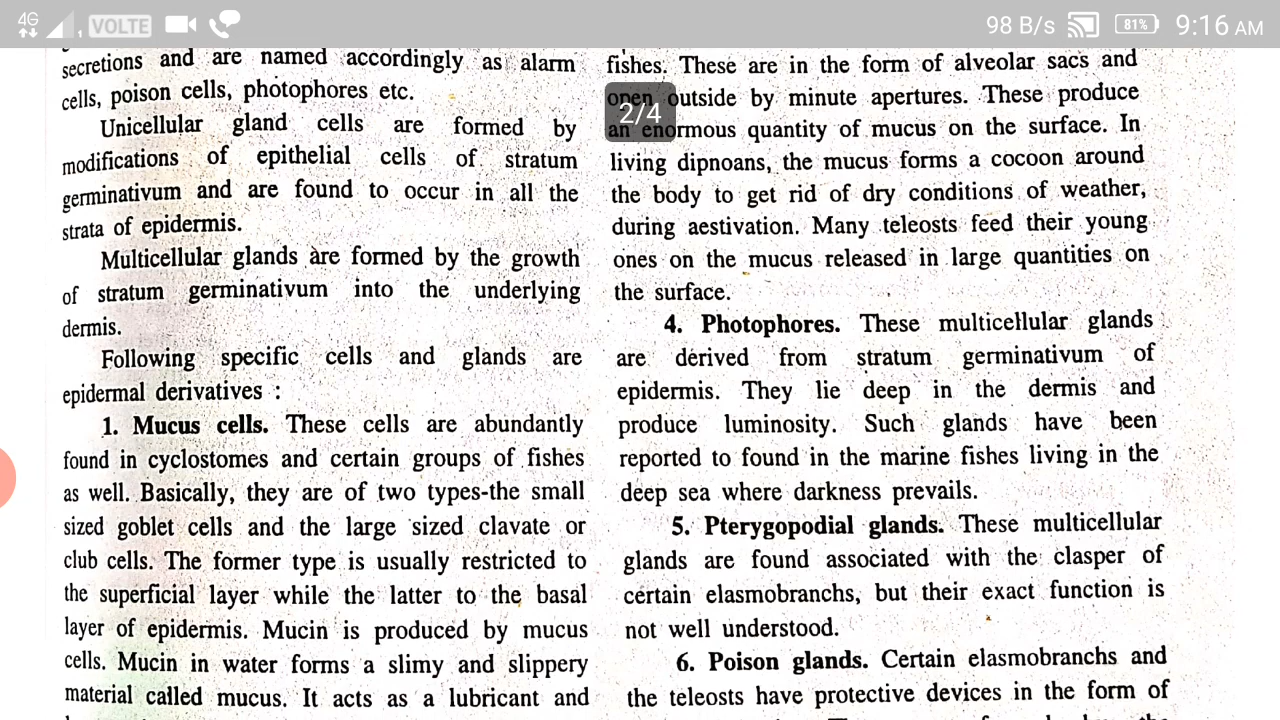 4G VOLTE 98 B/s 81% 9:16 AM
secretions and are named accordingly as alarm
cells, poison cells, photophores etc.
Unicellular gland cells are formed by
modifications of epithelial cells of stratum
germinativum and are found to occur in all the
strata of epidermis.
Multicellular glands are formed by the growth
of stratum germinativum into the underlying
dermis.
Following specific cells and glands are
epidermal derivatives :
1. Mucus cells. These cells are abundantly
found in cyclostomes and certain groups of fishes
as well. Basically, they are of two types-the small
sized goblet cells and the large sized clavate or
club cells. The former type is usually restricted to
the superficial layer while the latter to the basal
layer of epidermis. Mucin is produced by mucus
cells. Mucin in water forms a slimy and slippery
material called mucus. It acts as a lubricant and
2/4
fishes. These are in the form of alveolar sacs and
open outside by minute apertures. These produce
an enormous quantity of mucus on the surface. In
living dipnoans, the mucus forms a cocoon around
the body to get rid of dry conditions of weather,
during aestivation. Many teleosts feed their young
ones on the mucus released in large quantities on
the surface.
4. Photophores. These multicellular glands
are derived from stratum germinativum of
epidermis. They lie deep in the dermis and
produce luminosity. Such glands have been
reported to found in the marine fishes living in the
deep sea where darkness prevails.
5. Pterygopodial glands. These multicellular
glands are found associated with the clasper of
certain elasmobranchs, but their exact function is
not well understood.
6. Poison glands. Certain elasmobranchs and
the teleosts have protective devices in the form of